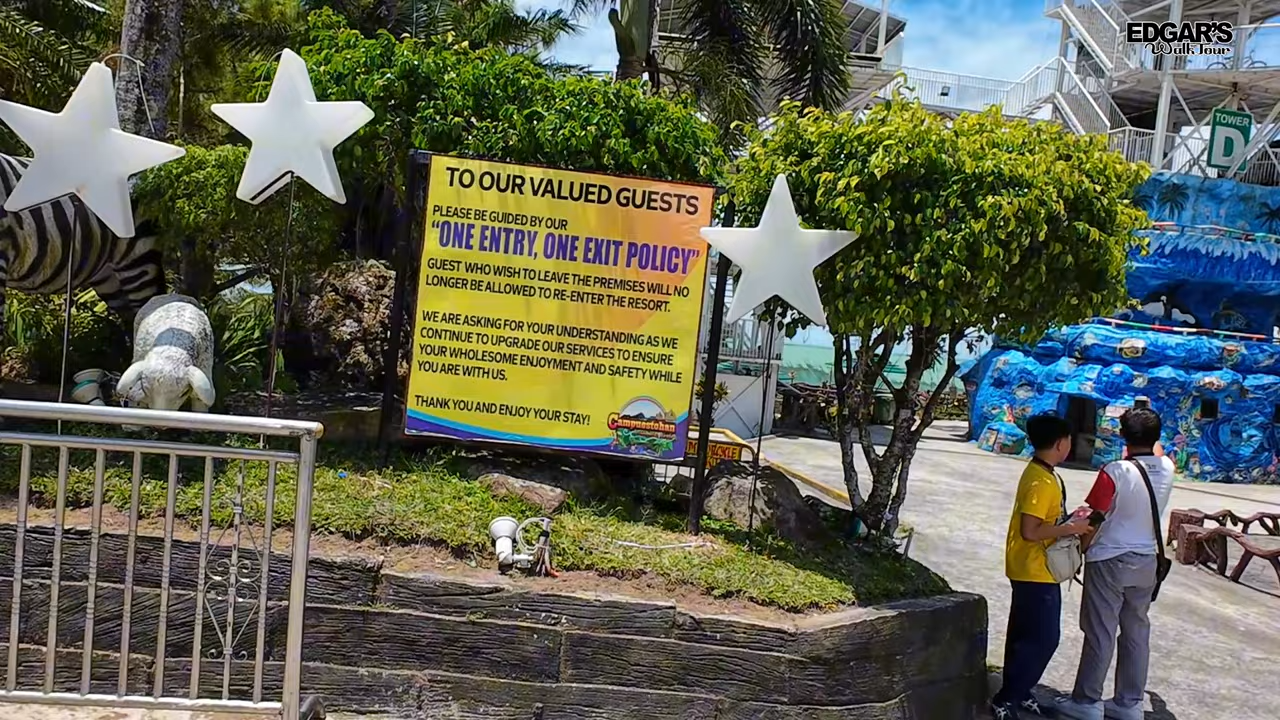 EDGAR'S
Walk Tour
TOWER
D
TO OUR VALUED GUESTS
PLEASE BE GUIDED BY OUR
"ONE ENTRY, ONE EXIT POLICY"
GUEST WHO WISH TO LEAVE THE PREMISES WILL NO
LONGER BE ALLOWED TO RE-ENTER THE RESORT.
WE ARE ASKING FOR YOUR UNDERSTANDING AS WE
CONTINUE TO UPGRADE OUR SERVICES TO ENSURE
YOUR WHOLESOME ENJOYMENT AND SAFETY WHILE
YOU ARE WITH US.
THANK YOU AND ENJOY YOUR STAY!
Campuestohan